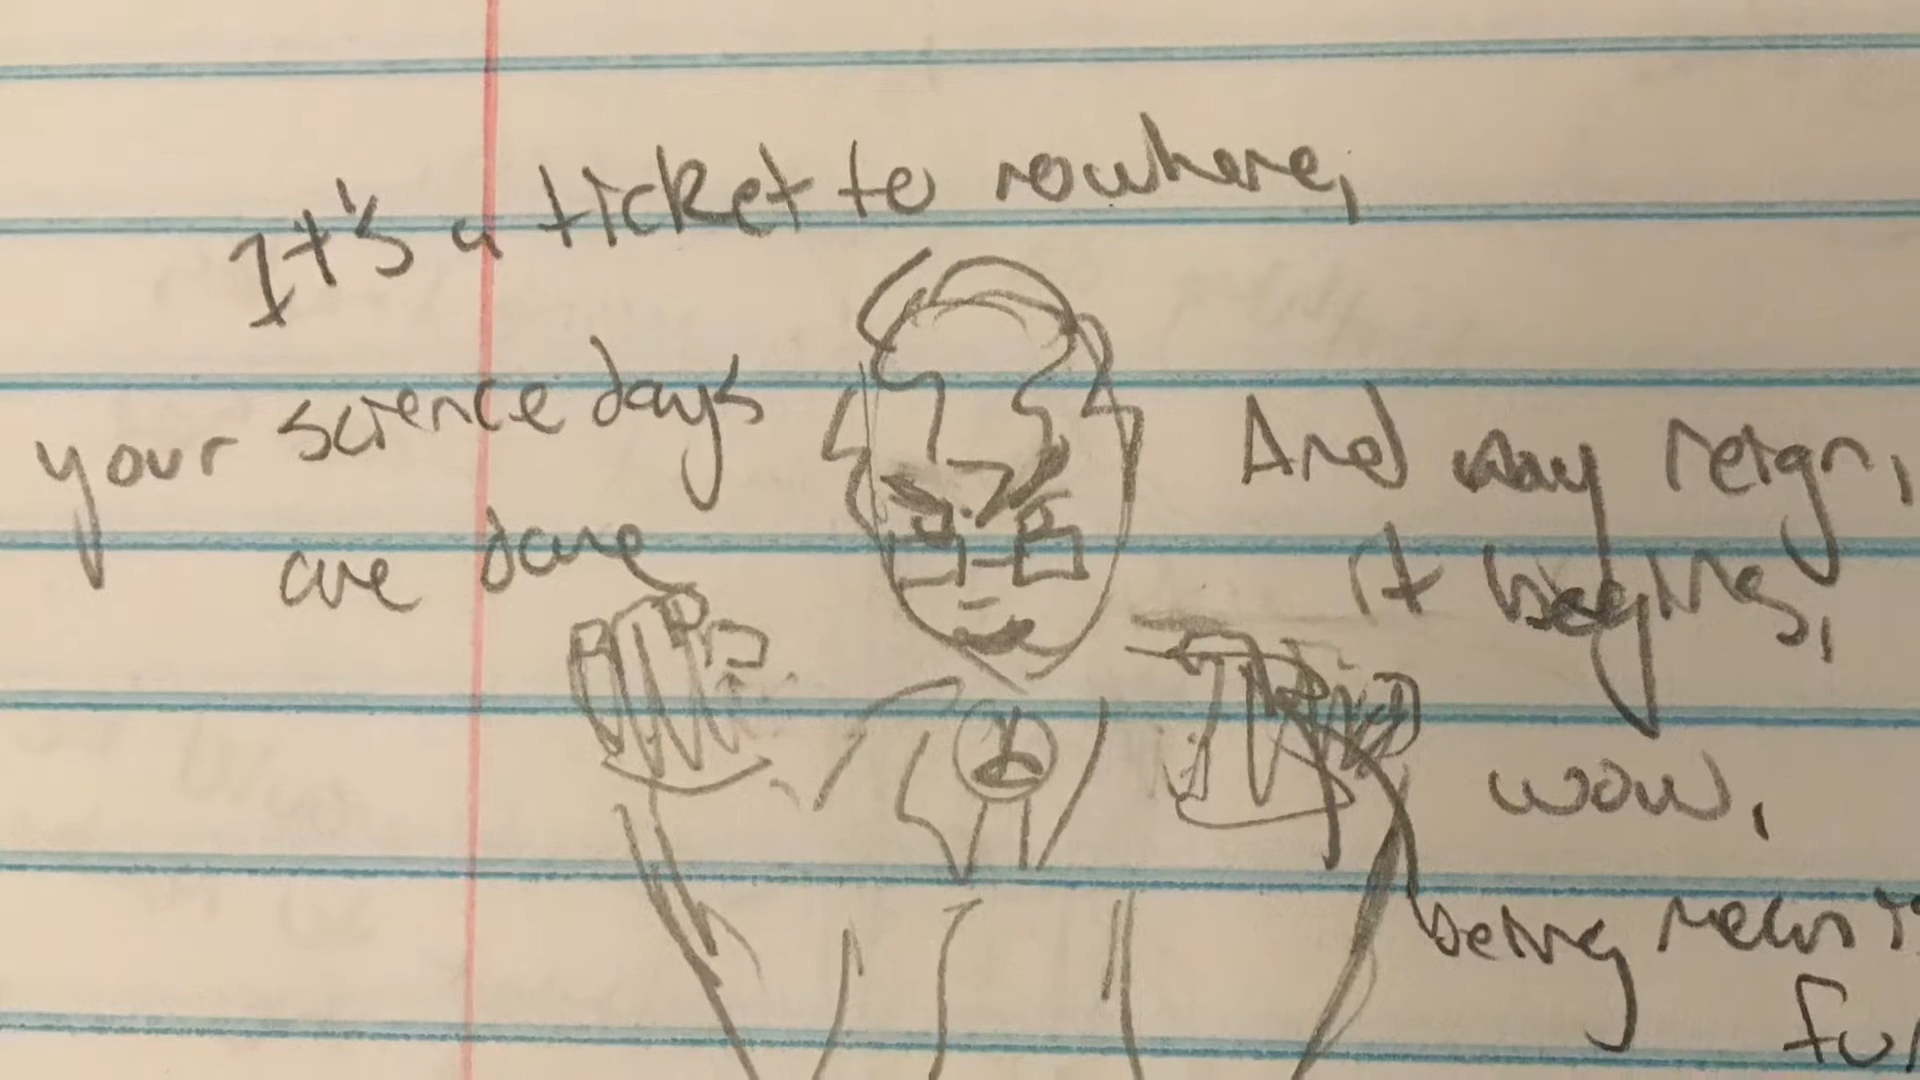 It's a ticket to nowhere,
your science days
are done
And my reign,
it begins,
wow,
being mean is
fu